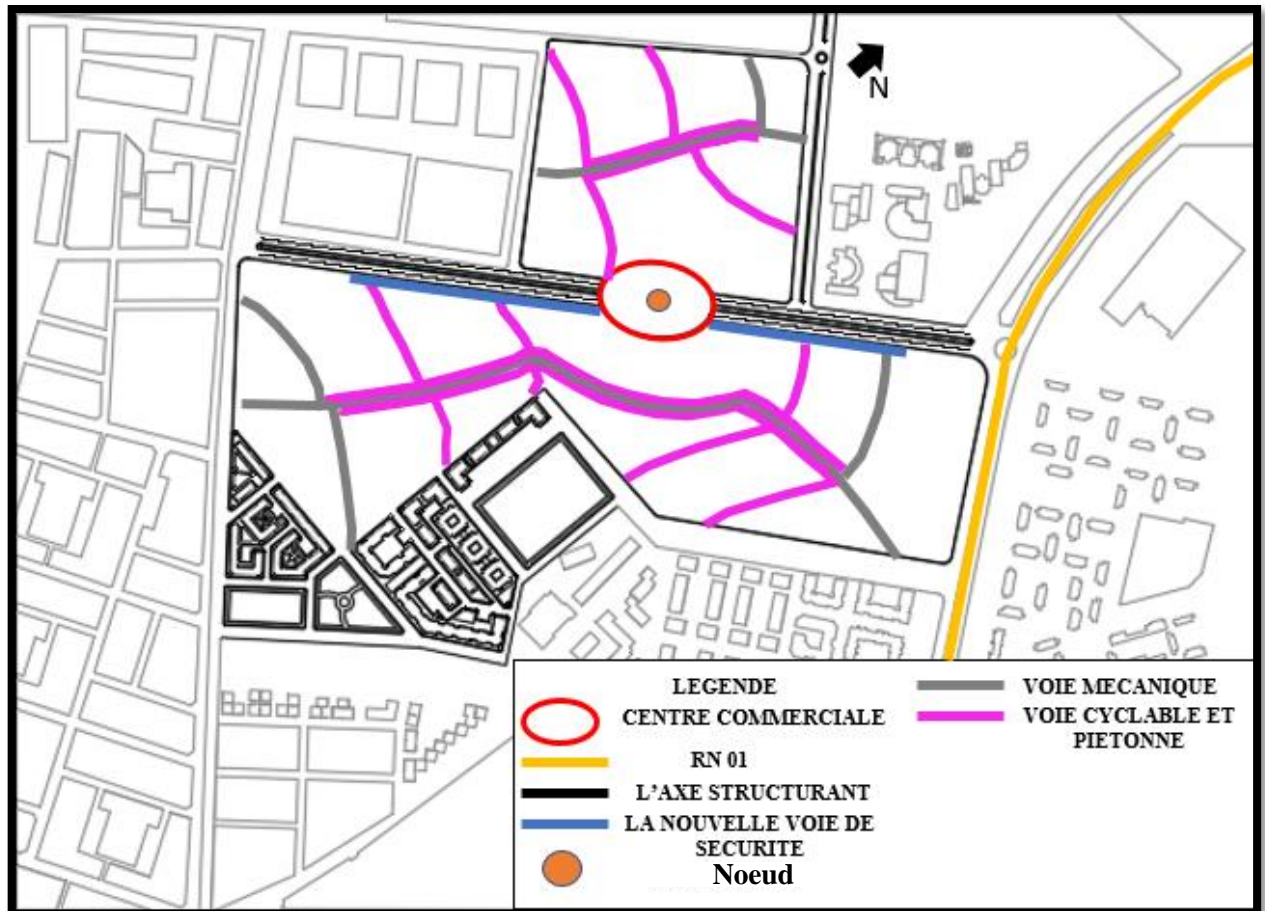 N
LEGENDE
CENTRE COMMERCIALE
RN 01
L'AXE STRUCTURANT
LA NOUVELLE VOIE DE
SECURITE
Noeud
VOIE MECANIQUE
VOIE CYCLABLE ET
PIETONNE